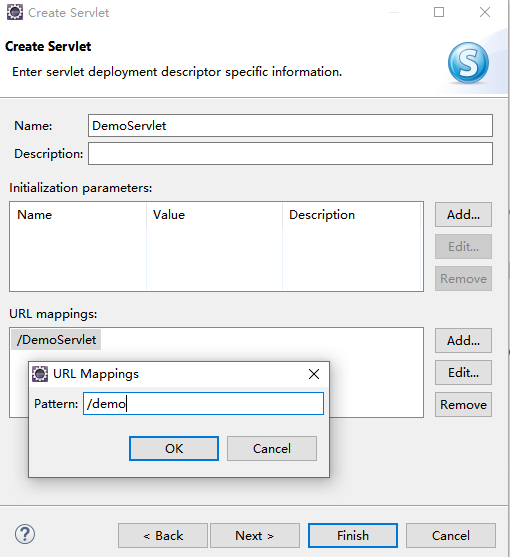 Create Servlet
Create Servlet
Enter servlet deployment descriptor specific information.
S
Name: DemoServlet
Description:
Initialization parameters:
Name Value Description
Add...
Edit...
Remove
URL mappings:
/DemoServlet
Add...
Edit...
Remove
URL Mappings
Pattern: /demo
OK Cancel
? < Back Next > Finish Cancel